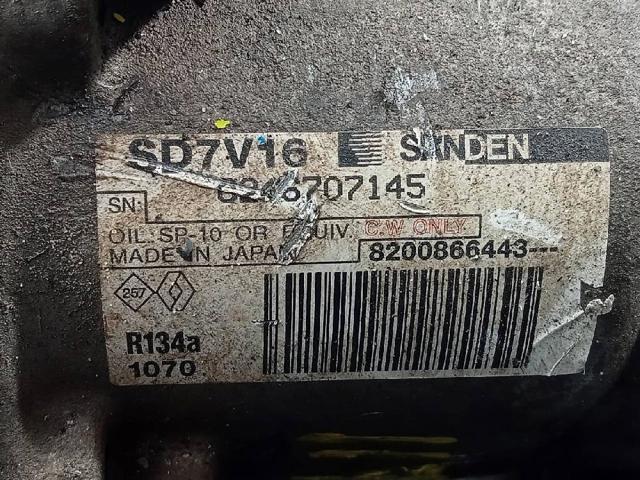 SD7V16 SANDEN
SN:
OIL SP-10 OR EQUIV. C.W ONLY
MADE IN JAPAN 8200866443---
257
R134a
1070